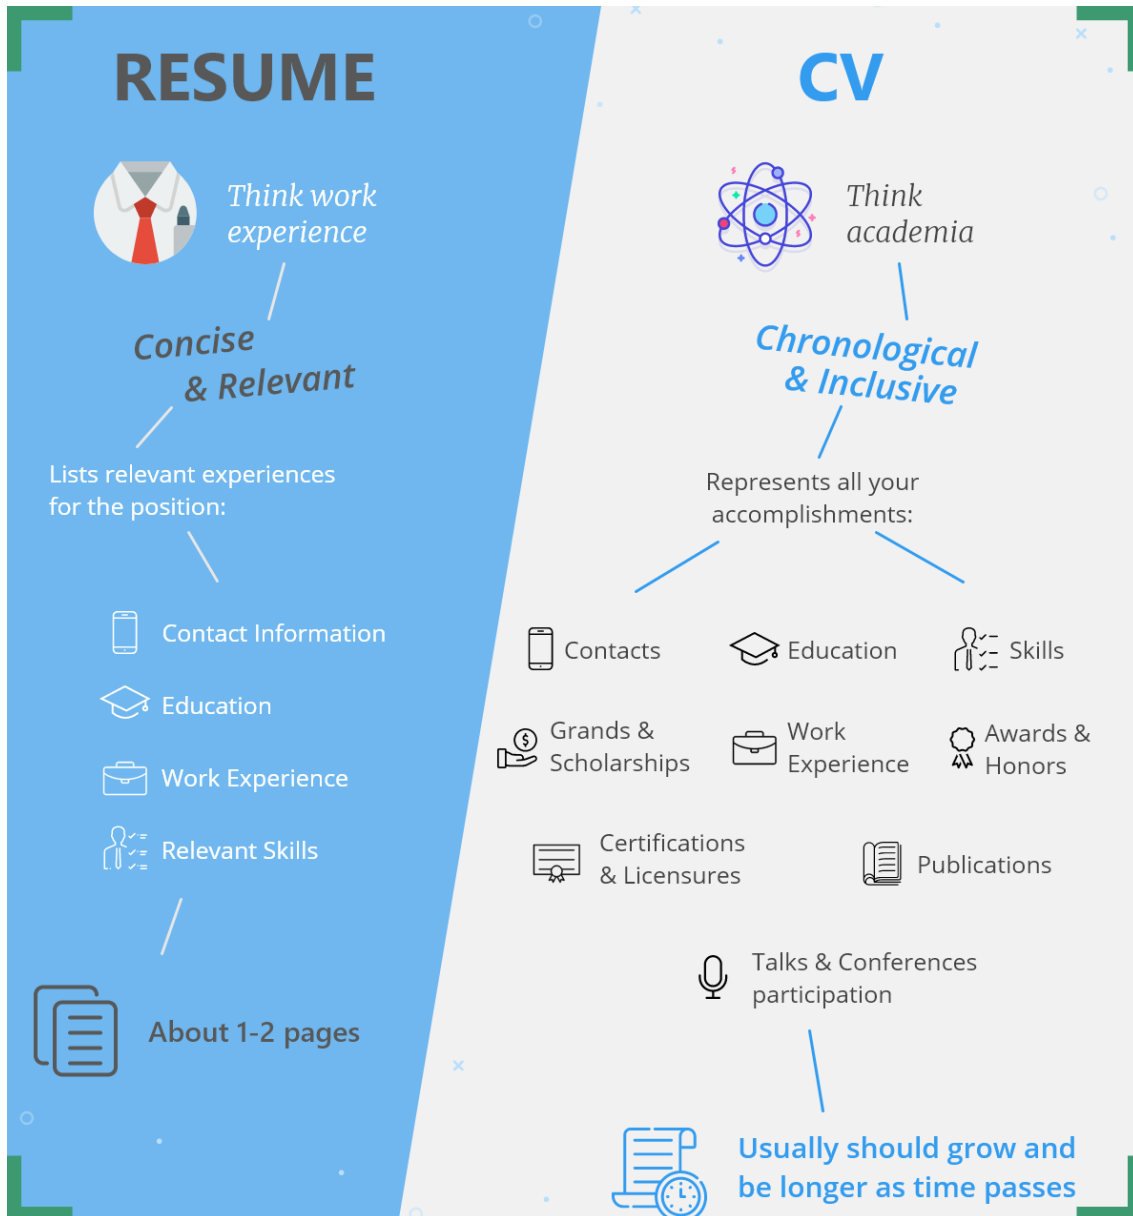 RESUME
Think work
experience
Concise
& Relevant
Lists relevant experiences
for the position:
Contact Information
Education
Work Experience
Relevant Skills
About 1-2 pages
CV
Think
academia
Chronological
& Inclusive
Represents all your
accomplishments:
Contacts
Education
Skills
Grands &
Scholarships
Work
Experience
Awards &
Honors
Certifications
& Licensures
Publications
Talks & Conferences
participation
Usually should grow and
be longer as time passes